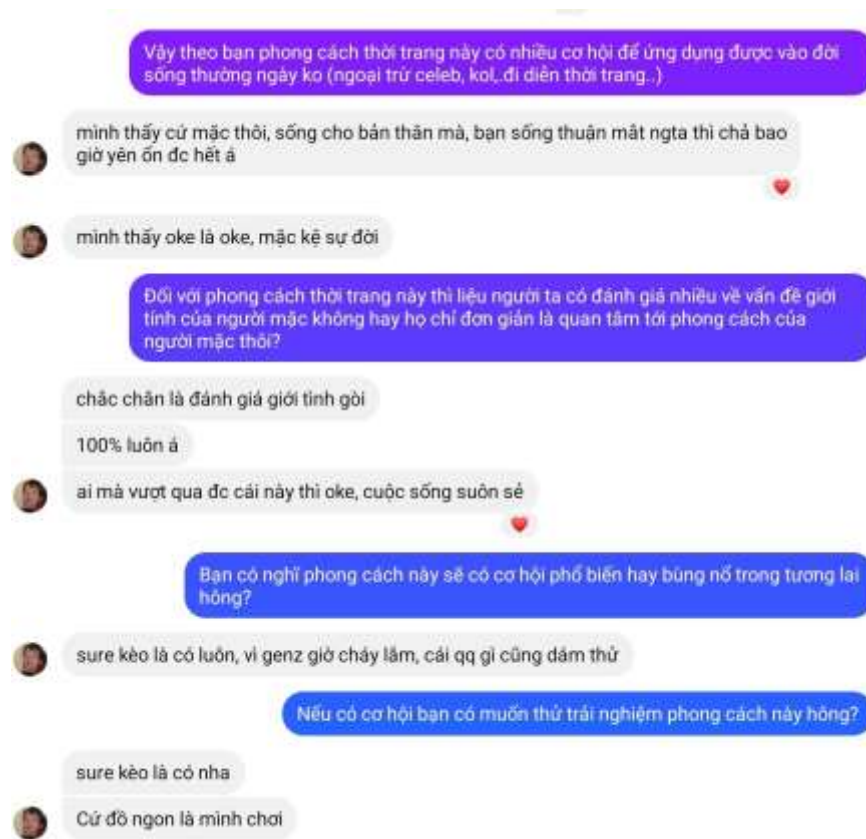 Vậy theo bạn phong cách thời trang này có nhiều cơ hội để ứng dụng được vào đời
sống thường ngày ko (ngoại trừ celeb, kol,.đi diễn thời trang..)
mình thấy cứ mặc thôi, sống cho bản thân mà, bạn sống thuận mắt ngta thì chả bao
giờ yên ổn đc hết á
mình thấy oke là oke, mặc kệ sự đời
Đối với phong cách thời trang này thì liệu người ta có đánh giá nhiều về vấn đề giới
tính của người mặc không hay họ chỉ đơn giản là quan tâm tới phong cách của
người mặc thôi?
chắc chắn là đánh giá giới tình gòi
100% luôn á
ai mà vượt qua đc cái này thì oke, cuộc sống suôn sẻ
Bạn có nghĩ phong cách này sẽ có cơ hội phổ biến hay bùng nổ trong tương lai
hông?
sure kèo là có luôn, vì genz giờ cháy lắm, cái qq gì cũng dám thử
Nếu có cơ hội bạn có muốn thử trải nghiệm phong cách này hông?
sure kèo là có nha
Cứ đồ ngon là mình chơi